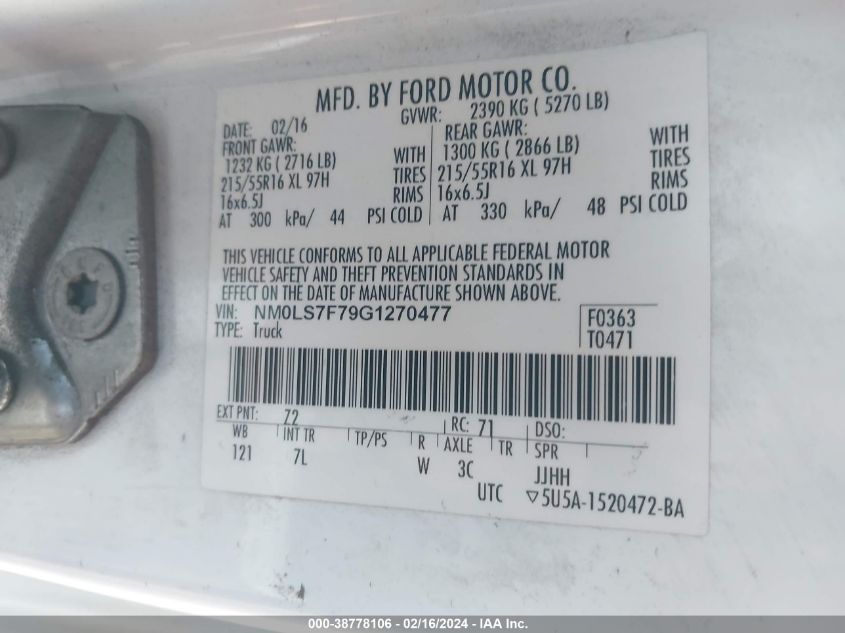 MFD. BY FORD MOTOR CO.
DATE: 02/16 GVWR: 2390 KG ( 5270 LB)
FRONT GAWR: REAR GAWR:
1232 KG ( 2716 LB) WITH 1300 KG ( 2866 LB) WITH
215/55R16 XL 97H TIRES 215/55R16 XL 97H TIRES
16x6.5J RIMS 16x6.5J RIMS
AT 300 kPa/ 44 PSI COLD AT 330 kPa/ 48 PSI COLD
THIS VEHICLE CONFORMS TO ALL APPLICABLE FEDERAL MOTOR
VEHICLE SAFETY AND THEFT PREVENTION STANDARDS IN
EFFECT ON THE DATE OF MANUFACTURE SHOWN ABOVE.
VIN: NM0LS7F79G1270477 F0363
TYPE: Truck T0471
EXT PNT: 72 RC: 71 DSO:
WB INT TR TP/PS R AXLE TR SPR
121 7L W 3C JJHH
UTC ▽5U5A-1520472-BA
000-38778106 - 02/16/2024 - IAA Inc.